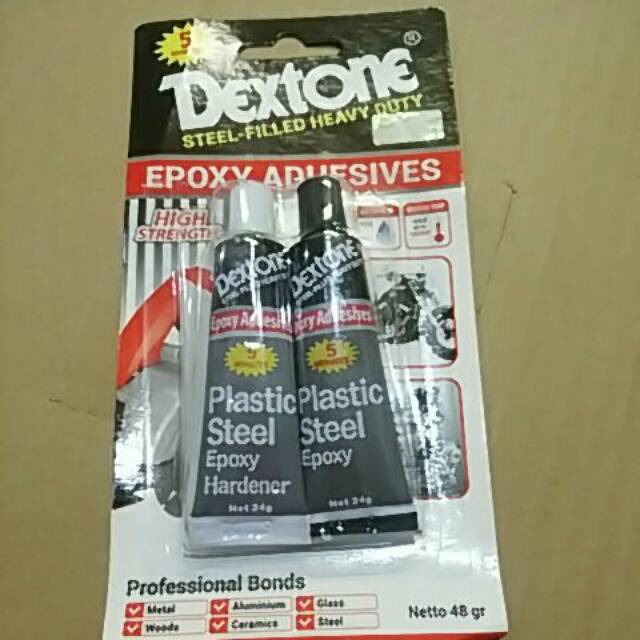 5
Dextone®
STEEL-FILLED HEAVY DUTY
EPOXY ADHESIVES
HIGH
STRENGTH
Dextone
Epoxy Adhesives
5
MINUTES
Plastic
Steel
Epoxy
Hardener
Net 24g
Dextone
Epoxy Adhesives
5
MINUTES
Plastic
Steel
Epoxy
Net 24g
Professional Bonds
Metal
Aluminium
Glass
Woods
Ceramics
Steel
Netto 48 gr